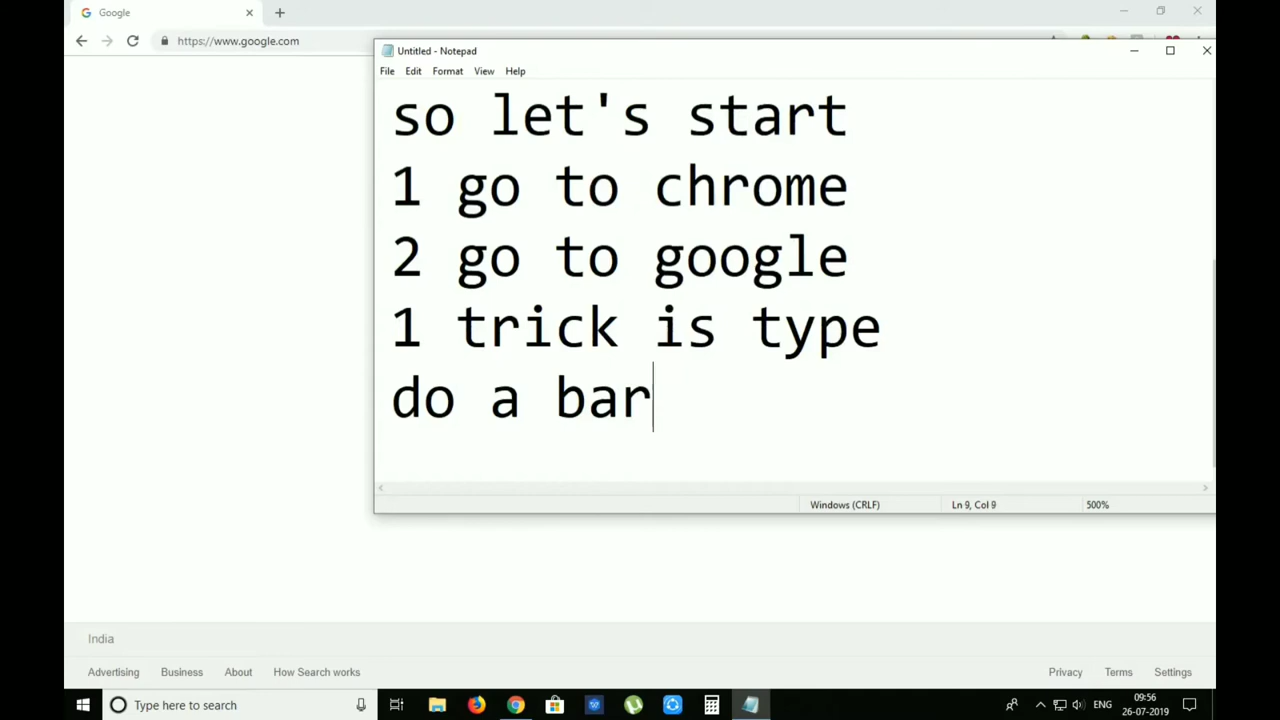 Google
https://www.google.com
Untitled - Notepad
File Edit Format View Help
so let's start
1 go to chrome
2 go to google
1 trick is type
do a bar
Windows (CRLF) Ln 9, Col 9 500%
India
Advertising Business About How Search works Privacy Terms Settings
Type here to search
09:56
26-07-2019